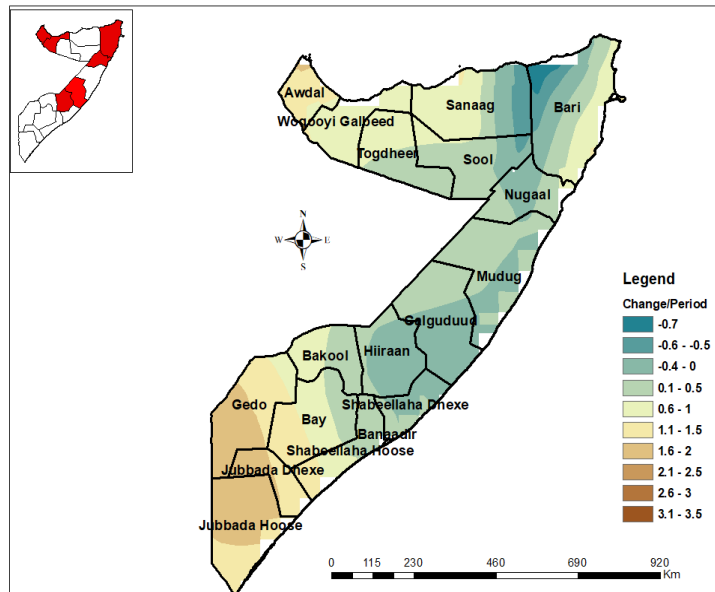 Awdal
Woqooyi Galbeed
Togdheer
Sanaag
Bari
Sool
Nugaal
N
W E
S
Mudug
Galguduud
Hiiraan
Bakool
Gedo
Bay
Shabeellaha Dhexe
Banaadir
Shabeellaha Hoose
Jubbada Dhexe
Jubbada Hoose
Legend
Change/Period
-0.7
-0.6 - -0.5
-0.4 - 0
0.1 - 0.5
0.6 - 1
1.1 - 1.5
1.6 - 2
2.1 - 2.5
2.6 - 3
3.1 - 3.5
0 115 230 460 690 920
Km